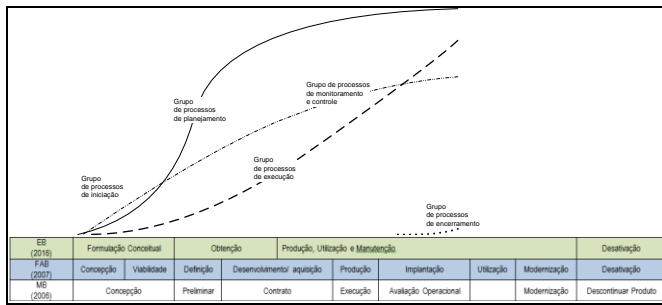 Grupo de processos
de monitoramento
e controle
Grupo
de processos
de planejamento
Grupo
de processos
de execução
Grupo
de processos
de iniciação
Grupo
de processos
de encerramento
EB
(2016)
Formulação Conceitual
Obtenção
Produção, Utilização e Manutenção
Desativação
FAB
(2007)
Concepção
Viabilidade
Definição
Desenvolvimento/ aquisição
Produção
Implantação
Utilização
Modernização
Desativação
MB
(2006)
Concepção
Preliminar
Contrato
Execução
Avaliação Operacional
Modernização
Descontinuar Produto